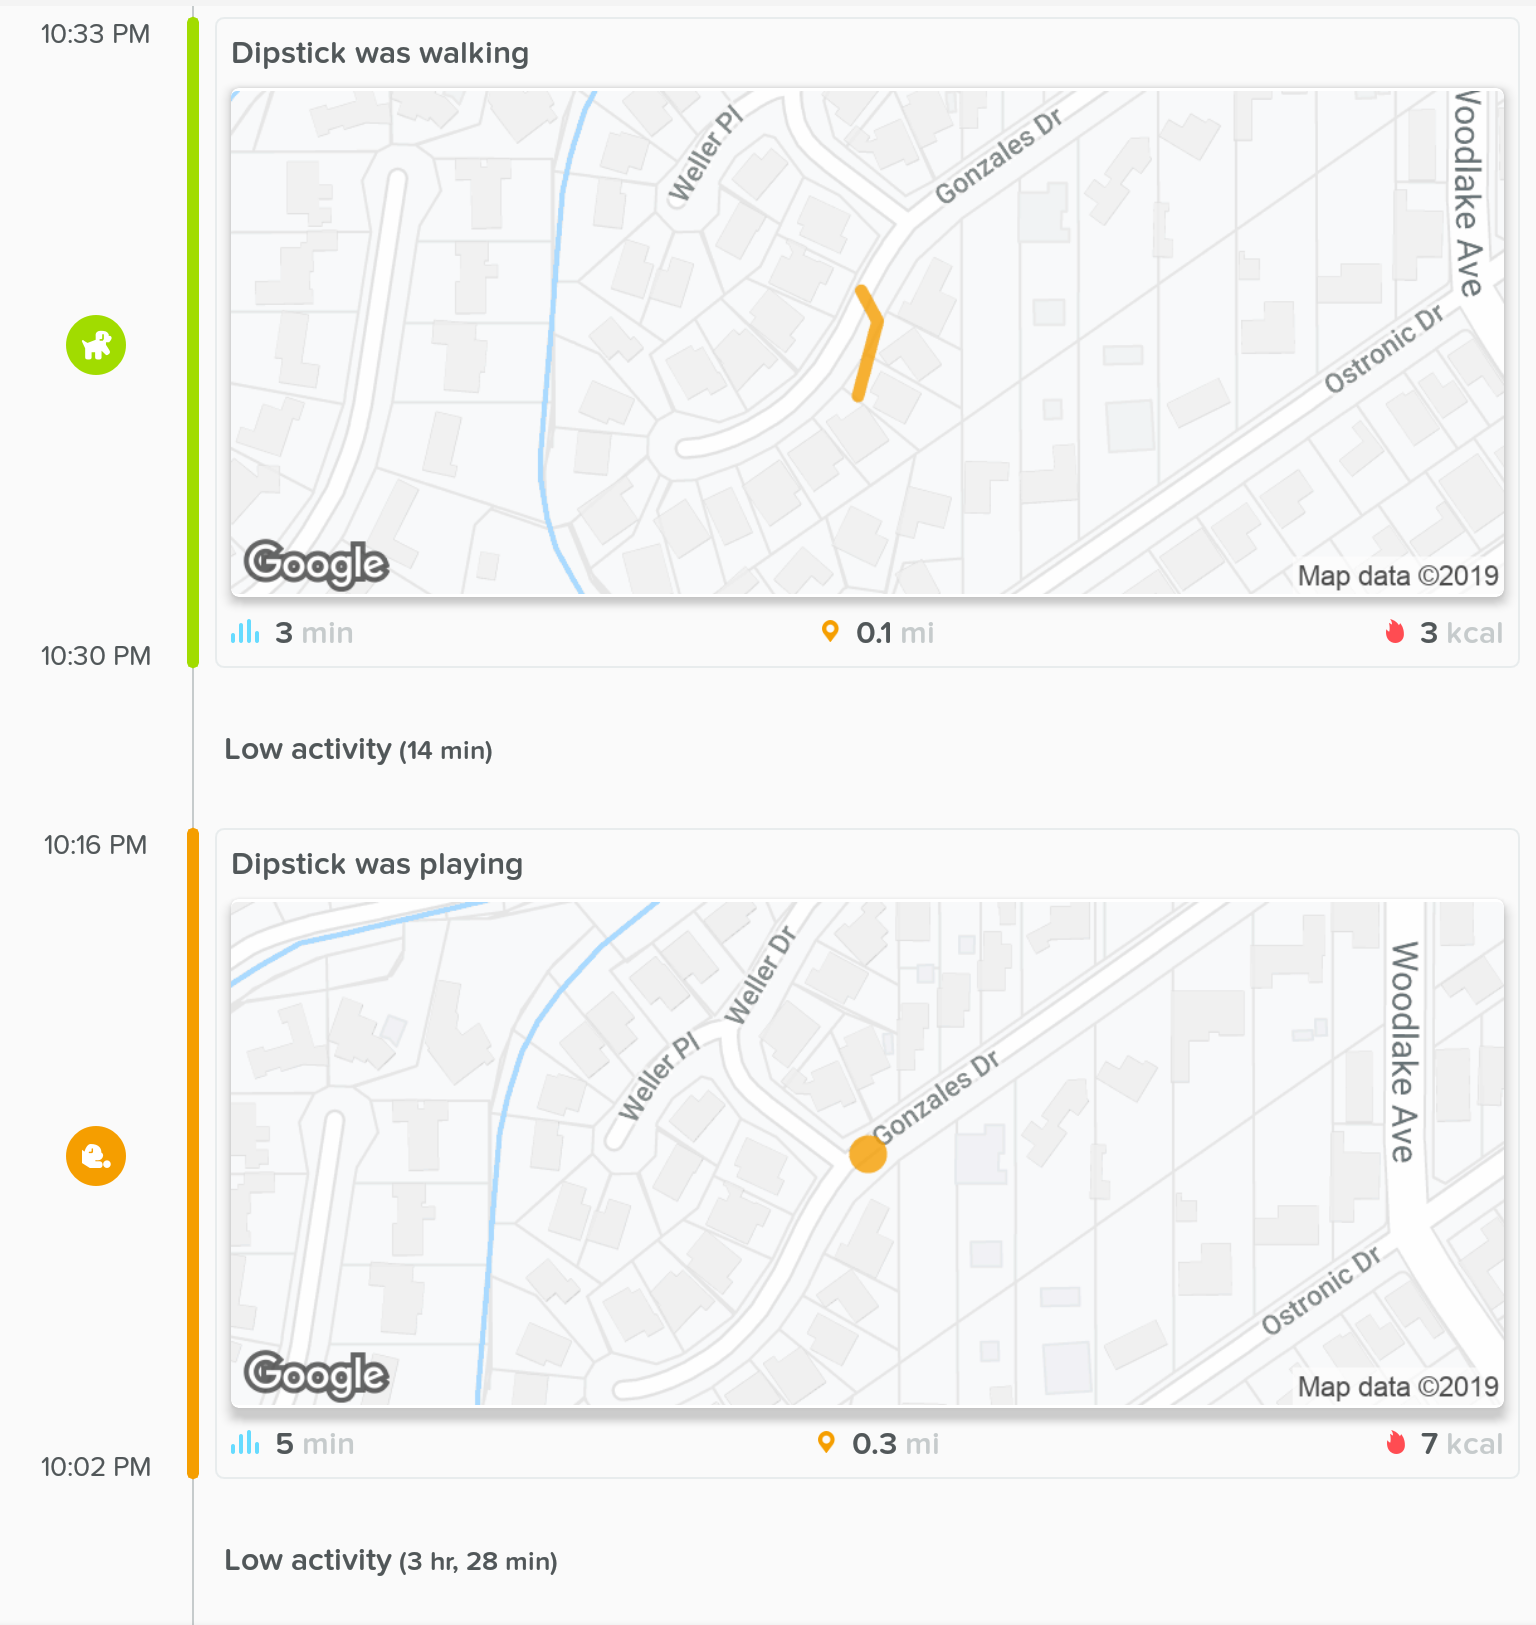 10:33 PM
Dipstick was walking
Weller Pl
Gonzales Dr
Woodlake Ave
Ostronic Dr
Google
Map data ©2019
3 min
0.1 mi
3 kcal
10:30 PM
Low activity (14 min)
10:16 PM
Dipstick was playing
Weller Dr
Weller Pl
Gonzales Dr
Woodlake Ave
Ostronic Dr
Google
Map data ©2019
5 min
0.3 mi
7 kcal
10:02 PM
Low activity (3 hr, 28 min)